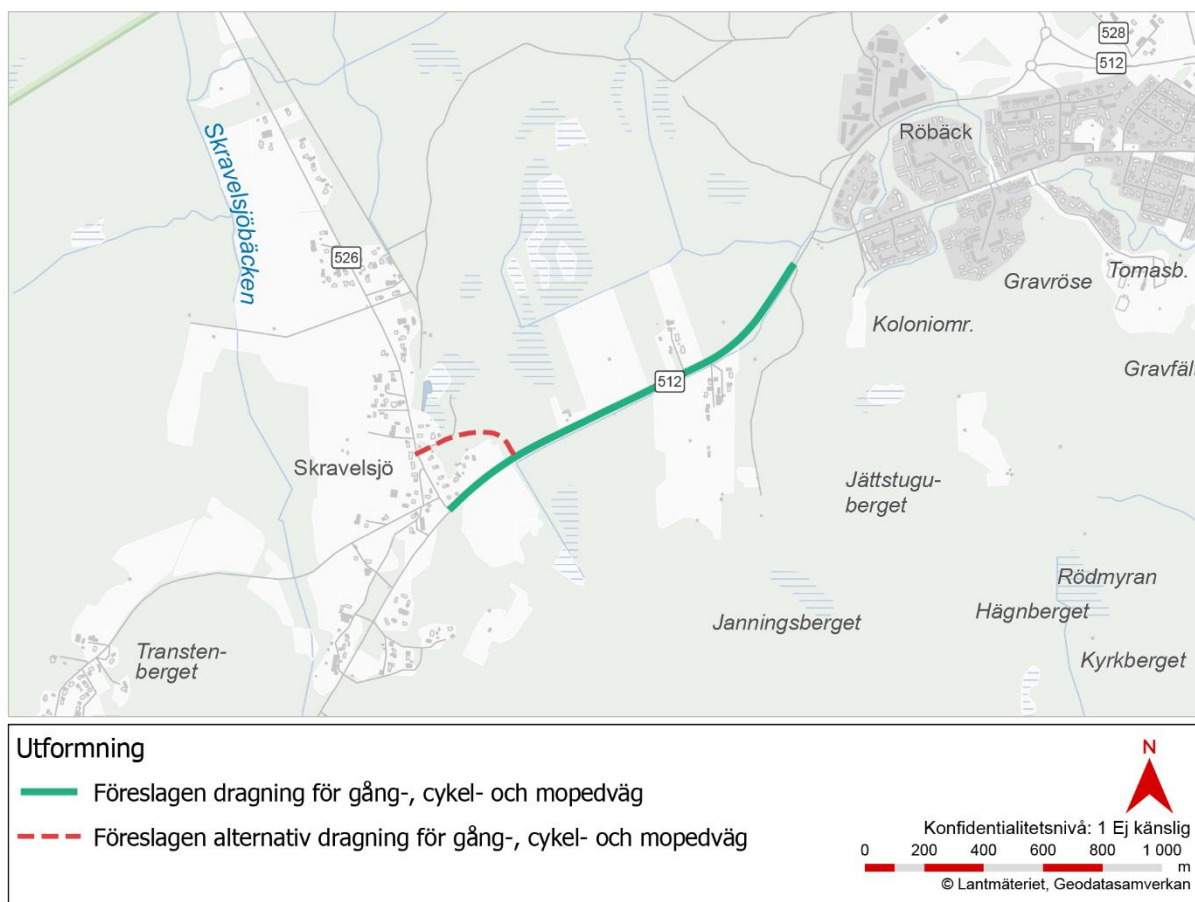 528
512
Röbäck
Skravelsjöbäcken
526
Tomasb.
Gravröse
Koloniomr.
Gravfäl
512
Skravelsjö
Jättstugu-
berget
Rödmyran
Hägnberget
Janningsberget
Kyrkberget
Transten-
berget
Utformning
Föreslagen dragning för gång-, cykel- och mopedväg
Föreslagen alternativ dragning för gång-, cykel- och mopedväg
N
Konfidentialitetsnivå: 1 Ej känslig
0 200 400 600 800 1 000
m
© Lantmäteriet, Geodatasamverkan